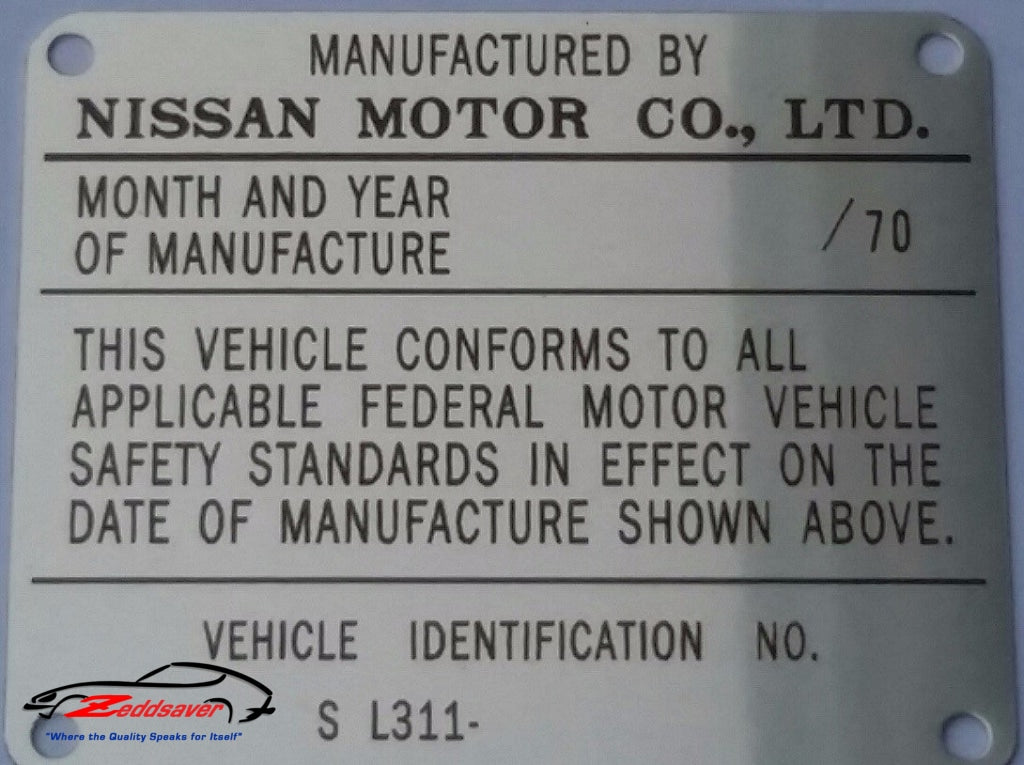 MANUFACTURED BY
NISSAN MOTOR CO., LTD.
MONTH AND YEAR
OF MANUFACTURE
/70
THIS VEHICLE CONFORMS TO ALL
APPLICABLE FEDERAL MOTOR VEHICLE
SAFETY STANDARDS IN EFFECT ON THE
DATE OF MANUFACTURE SHOWN ABOVE.
VEHICLE IDENTIFICATION NO.
S L311-
Zeddsaver
"Where the Quality Speaks for Itself"